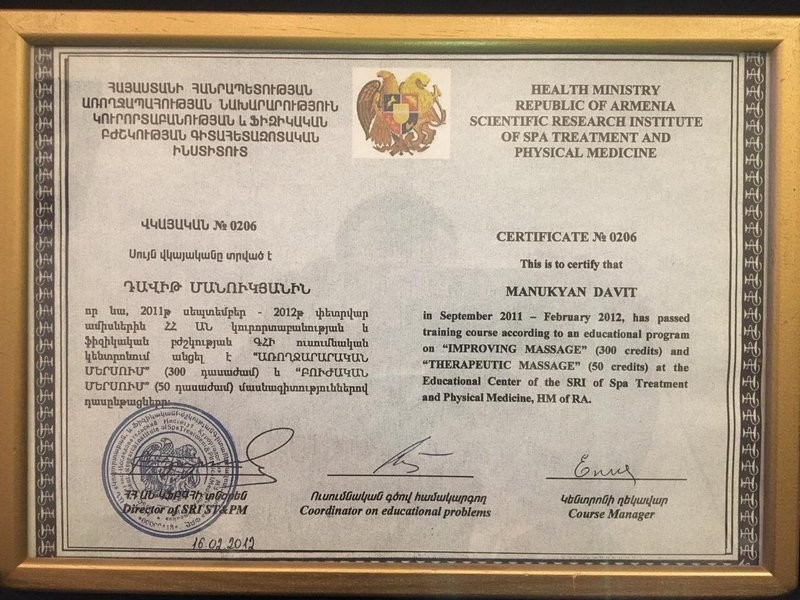 ՀԱՅԱՍՏԱՆԻ ՀԱՆՐԱՊԵՏՈՒԹՅԱՆ
ԱՌՈՂՋԱՊԱՀՈՒԹՅԱՆ ՆԱԽԱՐԱՐՈՒԹՅՈՒՆ
ԿՈՒՐՈՐՏԱԲԱՆՈՒԹՅԱՆ և ՖԻԶԻԿԱԿԱՆ
ԲԺՇԿՈՒԹՅԱՆ ԳԻՏԱՀԵՏԱԶՈՏԱԿԱՆ
ԻՆՍՏԻՏՈՒՏ
ՎԿԱՅԱԿԱՆ № 0206
Սույն վկայականը տրված է
ԴԱՎԻԹ ՄԱՆՈՒԿՅԱՆԻՆ
որ նա, 2011թ սեպտեմբեր - 2012թ փետրվար
ամիսներին ՀՀ ԱՆ կուրորտաբանության և
ֆիզիկական բժշկության ԳՀԻ ուսումնական
կենտրոնում անցել է “ԱՌՈՂՋԱՐԱՐԱԿԱՆ
ՄԵՐՍՈՒՄ” (300 դասաժամ) և “ԲՈՒԺԱԿԱՆ
ՄԵՐՍՈՒՄ” (50 դասաժամ) մասնագիտություններով
դասընթացները:
ՀՀ ԱՆ ԿՖԲԳՀԻ տնօրեն
Director of SRI ST&PM
16.02.2012
HEALTH MINISTRY
REPUBLIC OF ARMENIA
SCIENTIFIC RESEARCH INSTITUTE
OF SPA TREATMENT AND
PHYSICAL MEDICINE
CERTIFICATE № 0206
This is to certify that
MANUKYAN DAVIT
in September 2011 – February 2012, has passed
training course according to an educational program
on “IMPROVING MASSAGE” (300 credits) and
“THERAPEUTIC MASSAGE” (50 credits) at the
Educational Center of the SRI of Spa Treatment
and Physical Medicine, HM of RA.
Ուսումնական գծով համակարգող
Coordinator on educational problems
Կենտրոնի ղեկավար
Course Manager